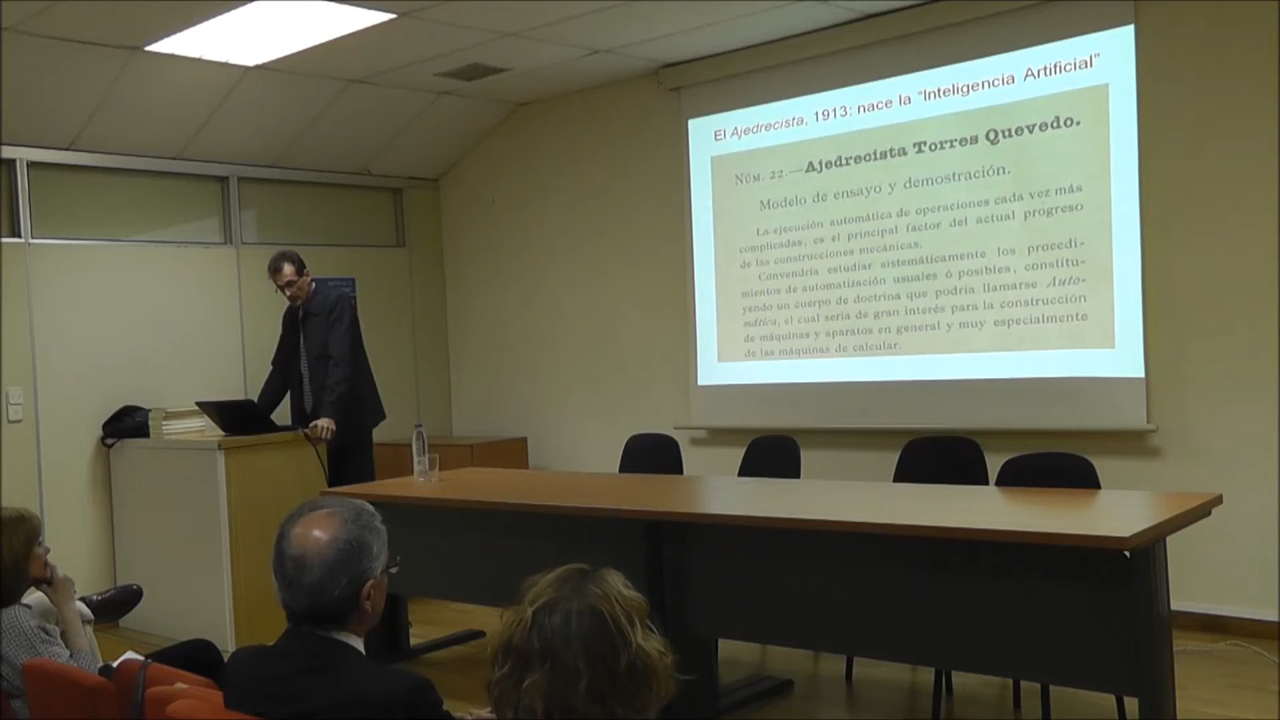 El Ajedrecista, 1913: nace la "Inteligencia Artificial"
NÚM. 22.—Ajedrecista Torres Quevedo.
Modelo de ensayo y demostración.
La ejecución automática de operaciones cada vez más
complicadas, es el principal factor del actual progreso
de las construcciones mecánicas.
Convendría estudiar sistemáticamente los procedi-
mientos de automatización usuales ó posibles, constitu-
yendo un cuerpo de doctrina que podría llamarse Auto-
mática, el cual sería de gran interés para la construcción
de máquinas y aparatos en general y muy especialmente
de las máquinas de calcular.